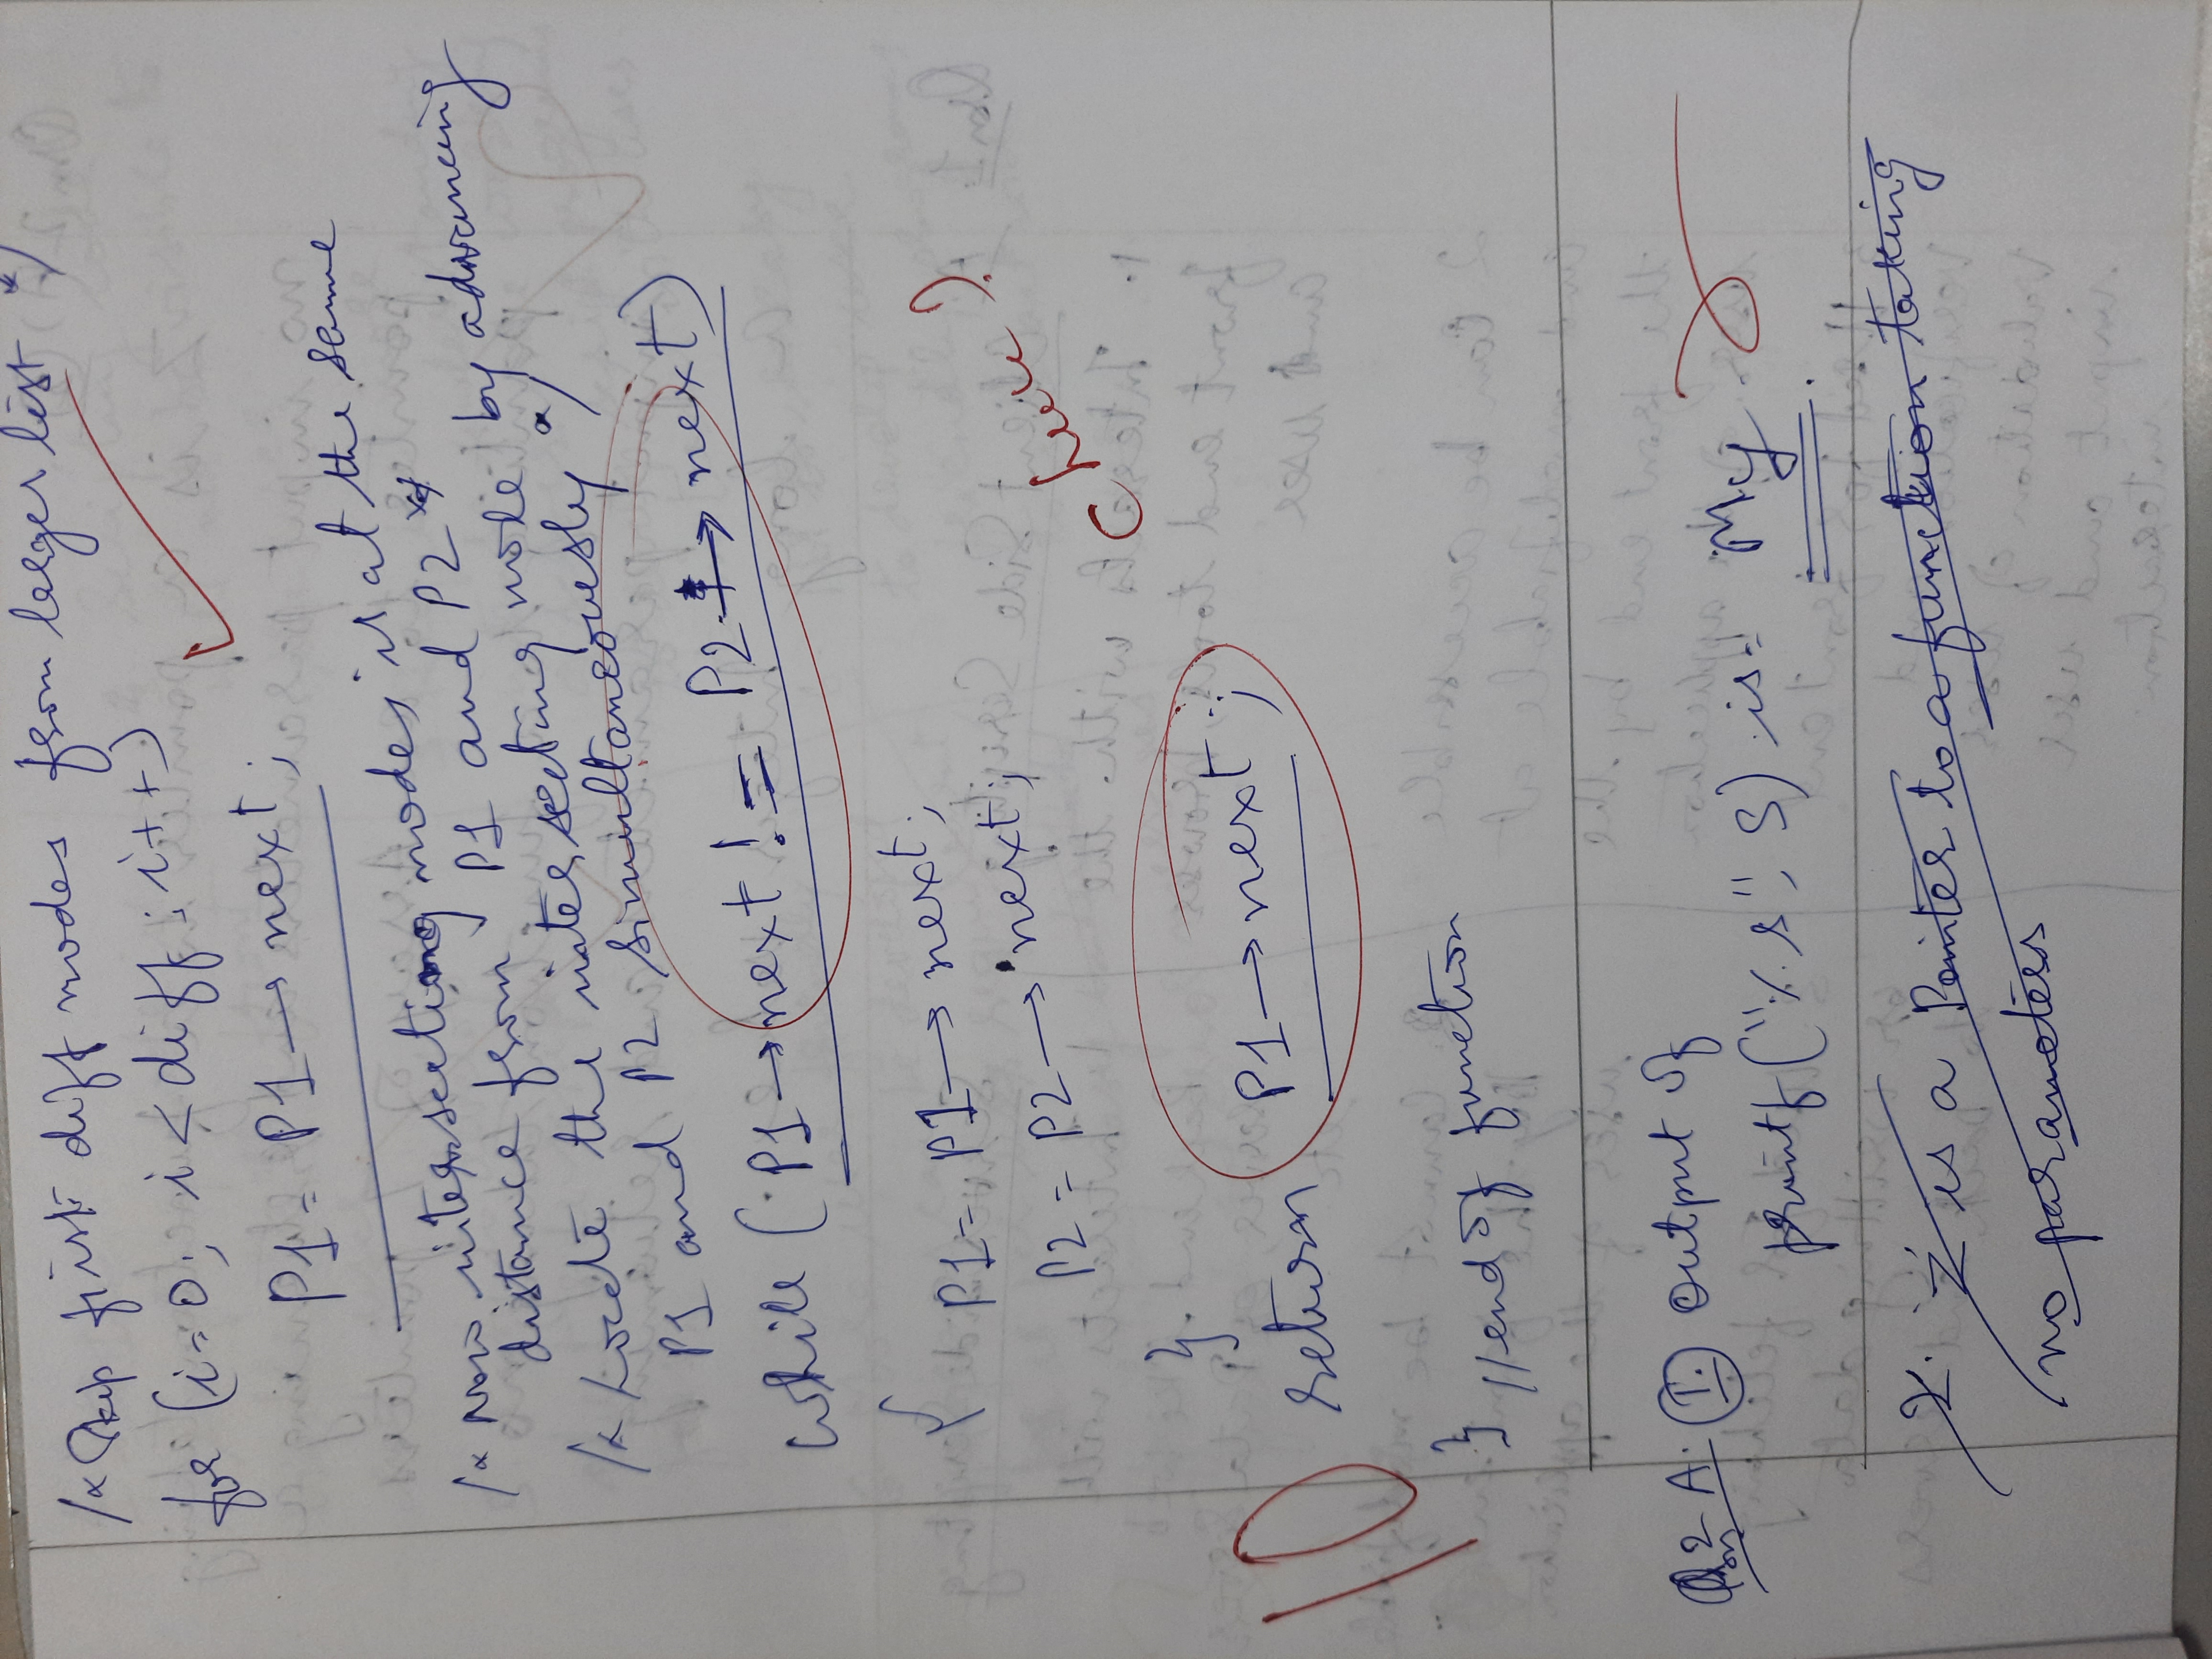 /* Skip first diff nodes from larger list */
for (i=0; i<diff; i++)
P1 = P1→next;
/* Now intersecting nodes is at the same
distance from P1 and P2 */
/* Locate the intersecting node by advancing
P1 and P2 simultaneously */
while (P1→next != P2→next)
{
P1 = P1→next;
P2 = P2→next;
check?
}
10
return P1→next;
} //end of function
Qn2 A. I. Output of
printf("%s", S) is = My.
2. Z is a Pointer to a function taking
no parameters